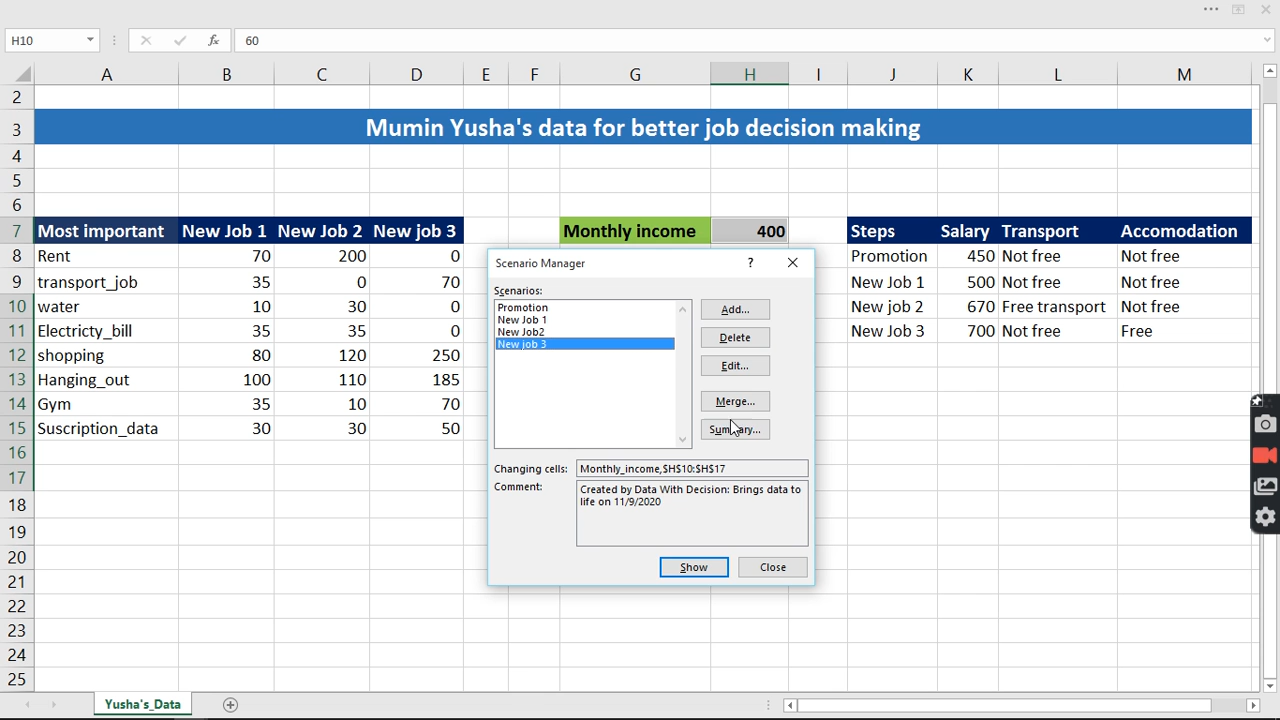 H10 fx 60
A B C D E F G H I J K L M
2
3 Mumin Yusha's data for better job decision making
4
5
6
7 Most important New Job 1 New Job 2 New job 3 Monthly income 400 Steps Salary Transport Accomodation
8 Rent 70 200 0 Promotion 450 Not free Not free
9 transport_job 35 0 70 New Job 1 500 Not free Not free
10 water 10 30 0 New job 2 670 Free transport Not free
11 Electricty_bill 35 35 0 New Job 3 700 Not free Free
12 shopping 80 120 250
13 Hanging_out 100 110 185
14 Gym 35 10 70
15 Suscription_data 30 30 50
16
17
18
19
20
21
22
23
24
25
Scenario Manager ?
Scenarios:
Promotion
New Job 1
New Job2
New job 3
Add...
Delete
Edit...
Merge...
Summary...
Changing cells: Monthly_income,$H$10:$H$17
Comment: Created by Data With Decision: Brings data to
life on 11/9/2020
Show Close
Yusha's_Data